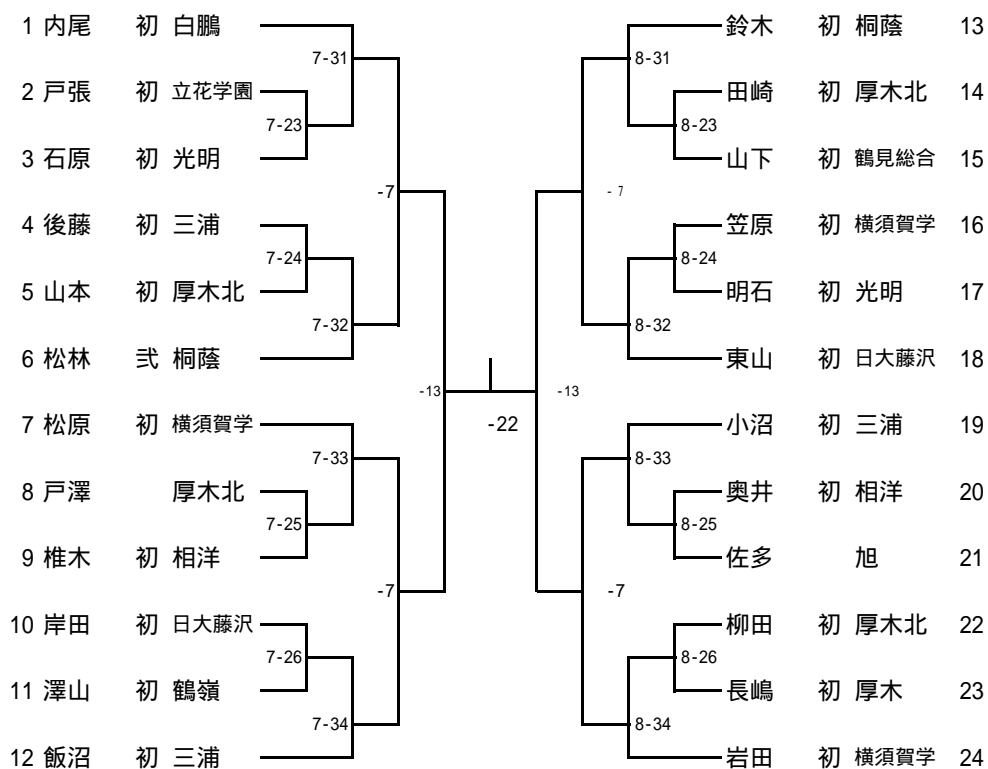 1 内尾 初 白鵬
7-31
2 戸張 初 立花学園
7-23
3 石原 初 光明
-7
4 後藤 初 三浦
7-24
5 山本 初 厚木北
7-32
6 松林 弐 桐蔭
-13
7 松原 初 横須賀学
7-33
8 戸澤 厚木北
7-25
9 椎木 初 相洋
-7
10 岸田 初 日大藤沢
7-26
11 澤山 初 鶴嶺
7-34
12 飯沼 初 三浦
-22
鈴木 初 桐蔭 13
8-31
田崎 初 厚木北 14
8-23
山下 初 鶴見総合 15
- 7
笠原 初 横須賀学 16
8-24
明石 初 光明 17
8-32
東山 初 日大藤沢 18
-13
小沼 初 三浦 19
8-33
奥井 初 相洋 20
8-25
佐多 旭 21
-7
柳田 初 厚木北 22
8-26
長嶋 初 厚木 23
8-34
岩田 初 横須賀学 24